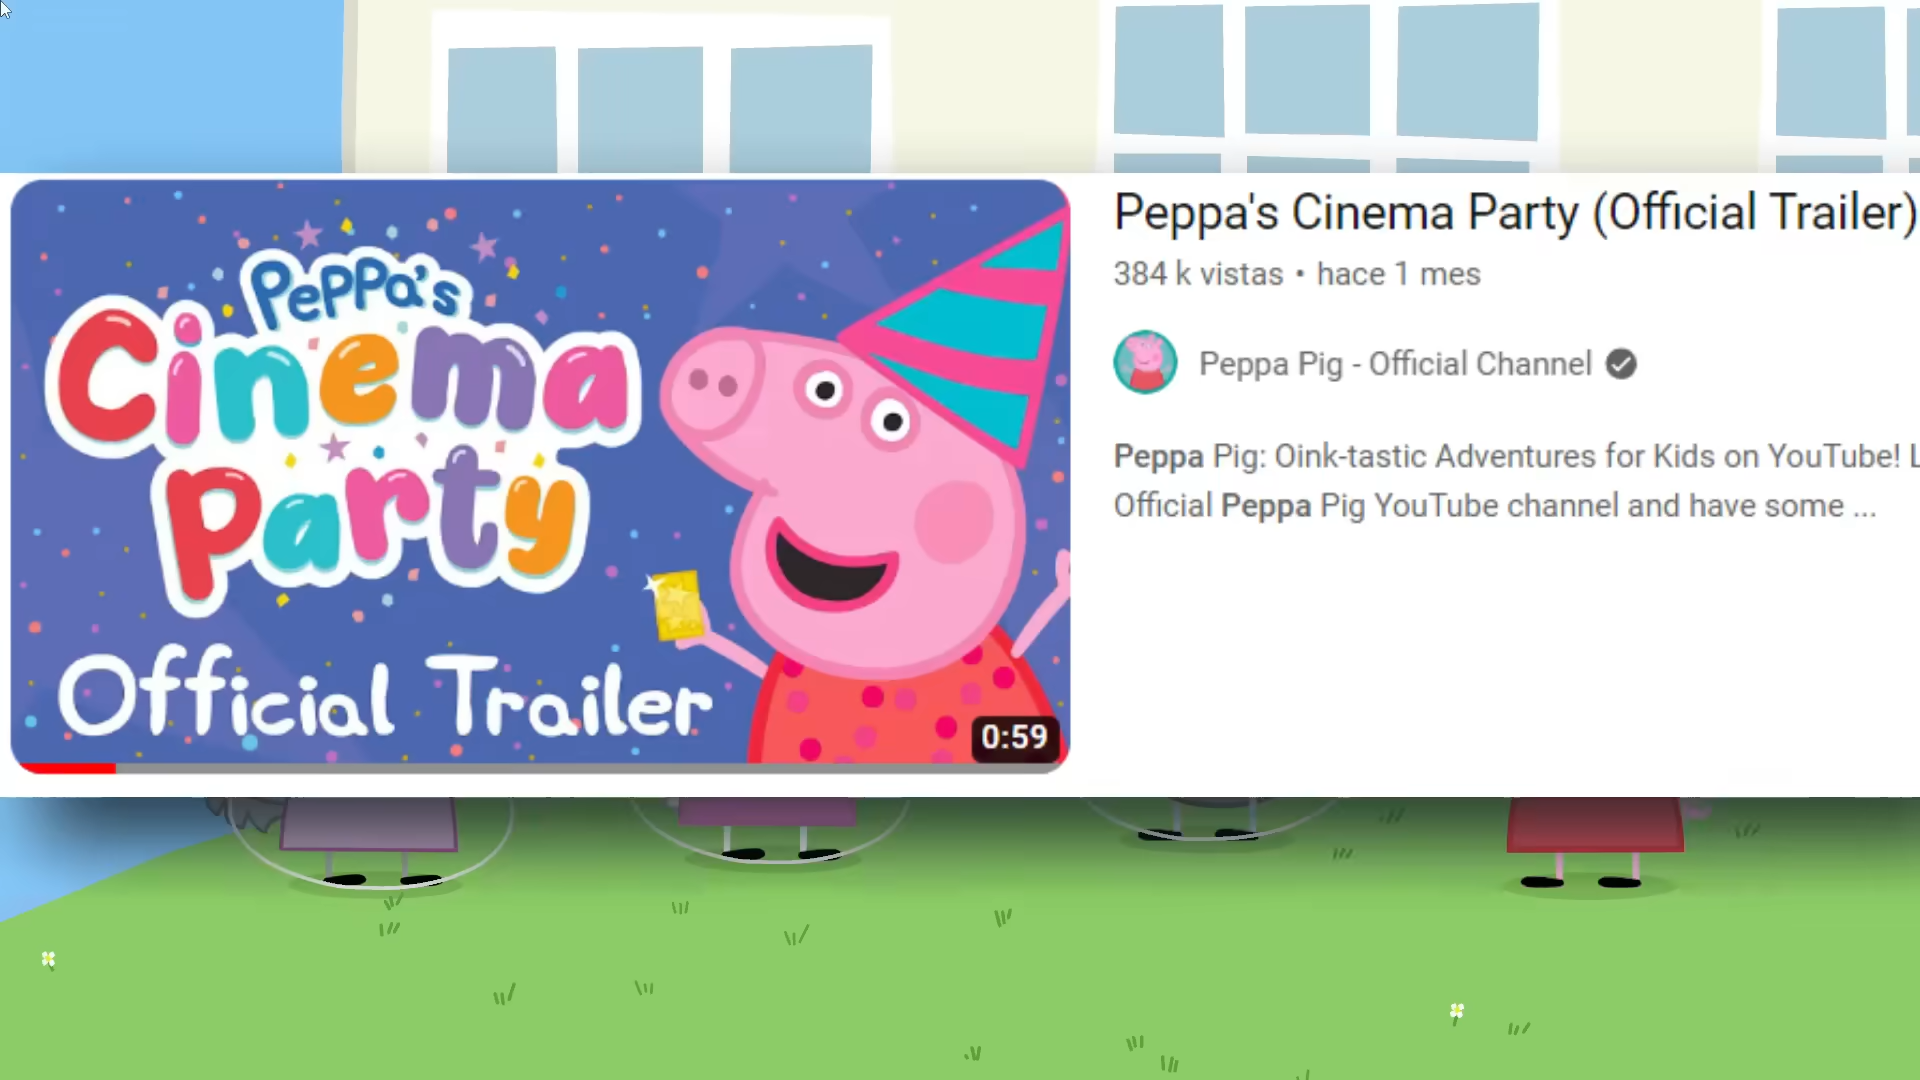 Peppa's
Cinema
Party
Official Trailer
0:59
Peppa's Cinema Party (Official Trailer)
384 k vistas • hace 1 mes
Peppa Pig - Official Channel
Peppa Pig: Oink-tastic Adventures for Kids on YouTube! L
Official Peppa Pig YouTube channel and have some ...